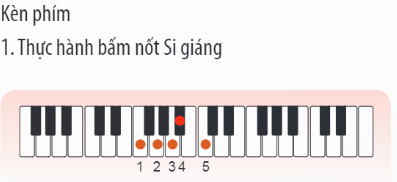 Kèn phím
1. Thực hành bấm nốt Si giáng
1 2 3 4 5